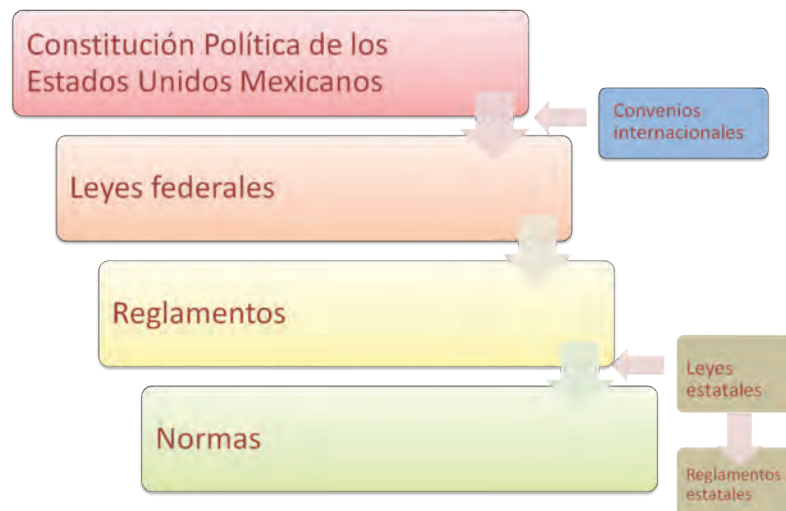 Constitución Política de los
Estados Unidos Mexicanos
Convenios
internacionales
Leyes federales
Reglamentos
Leyes
estatales
Normas
Reglamentos
estatales